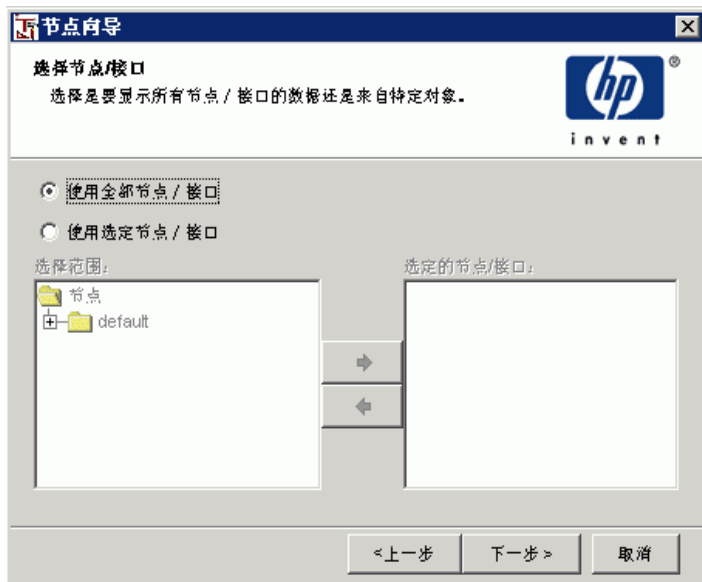 节点向导
选择节点/接口
选择是要显示所有节点 / 接口的数据还是来自特定对象。
hp
®
invent
使用全部节点 / 接口
使用选定节点 / 接口
选择范围:
选定的节点/接口:
节点
default
<上一步
下一步>
取消